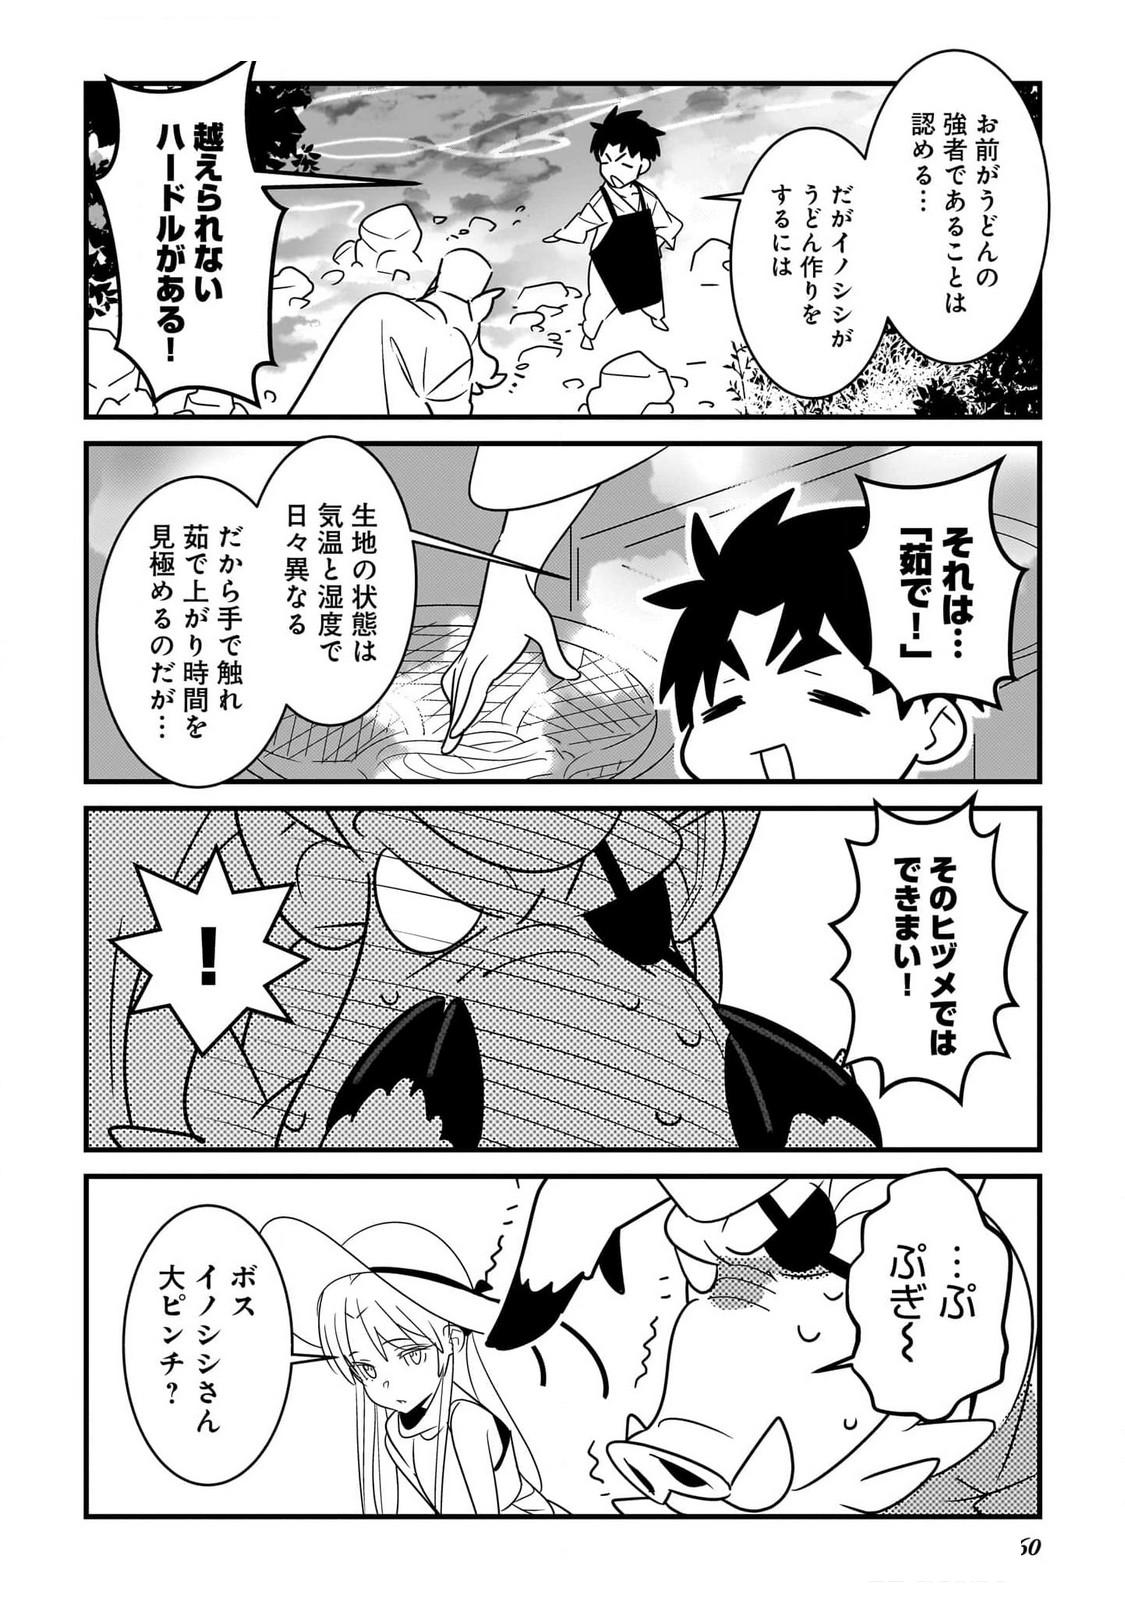 お前がうどんの
強者であることは
認める…
だがイノシシが
うどん作りを
するには
越えられない
ハードルがある！
それは…
「茹で！」
生地の状態は
気温と湿度で
日々異なる
だから手で触れ
茹で上がり時間を
見極めるのだが…
そのヒヅメでは
できまい！
！
…ぷ
ぷぎ〜
ボス
イノシシさん
大ピンチ？
60